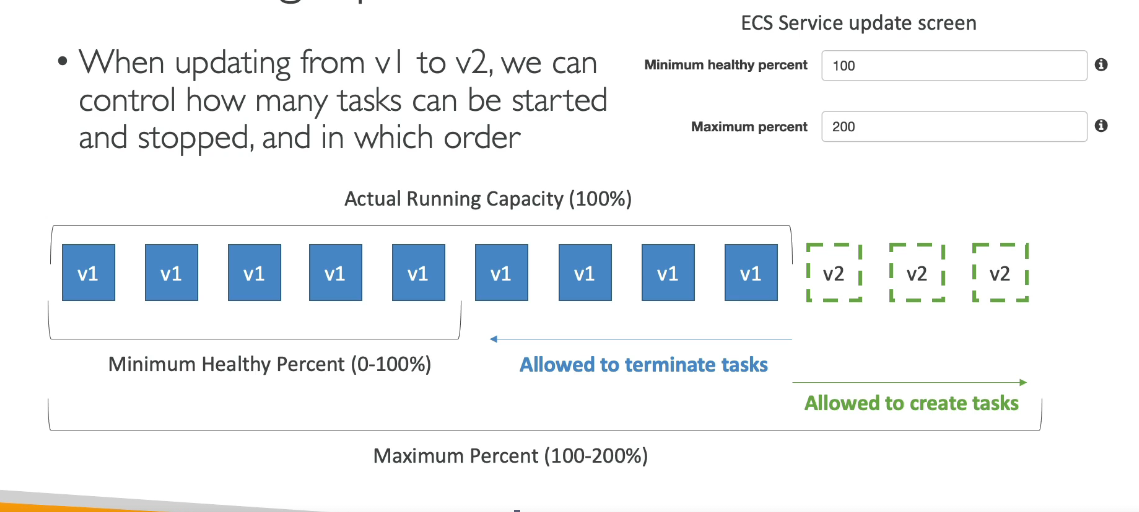 • When updating from v1 to v2, we can
control how many tasks can be started
and stopped, and in which order
ECS Service update screen
Minimum healthy percent 100
Maximum percent 200
Actual Running Capacity (100%)
v1 v1 v1 v1 v1 v1 v1 v1 v1 v2 v2 v2
Minimum Healthy Percent (0-100%)
Allowed to terminate tasks
Allowed to create tasks
Maximum Percent (100-200%)